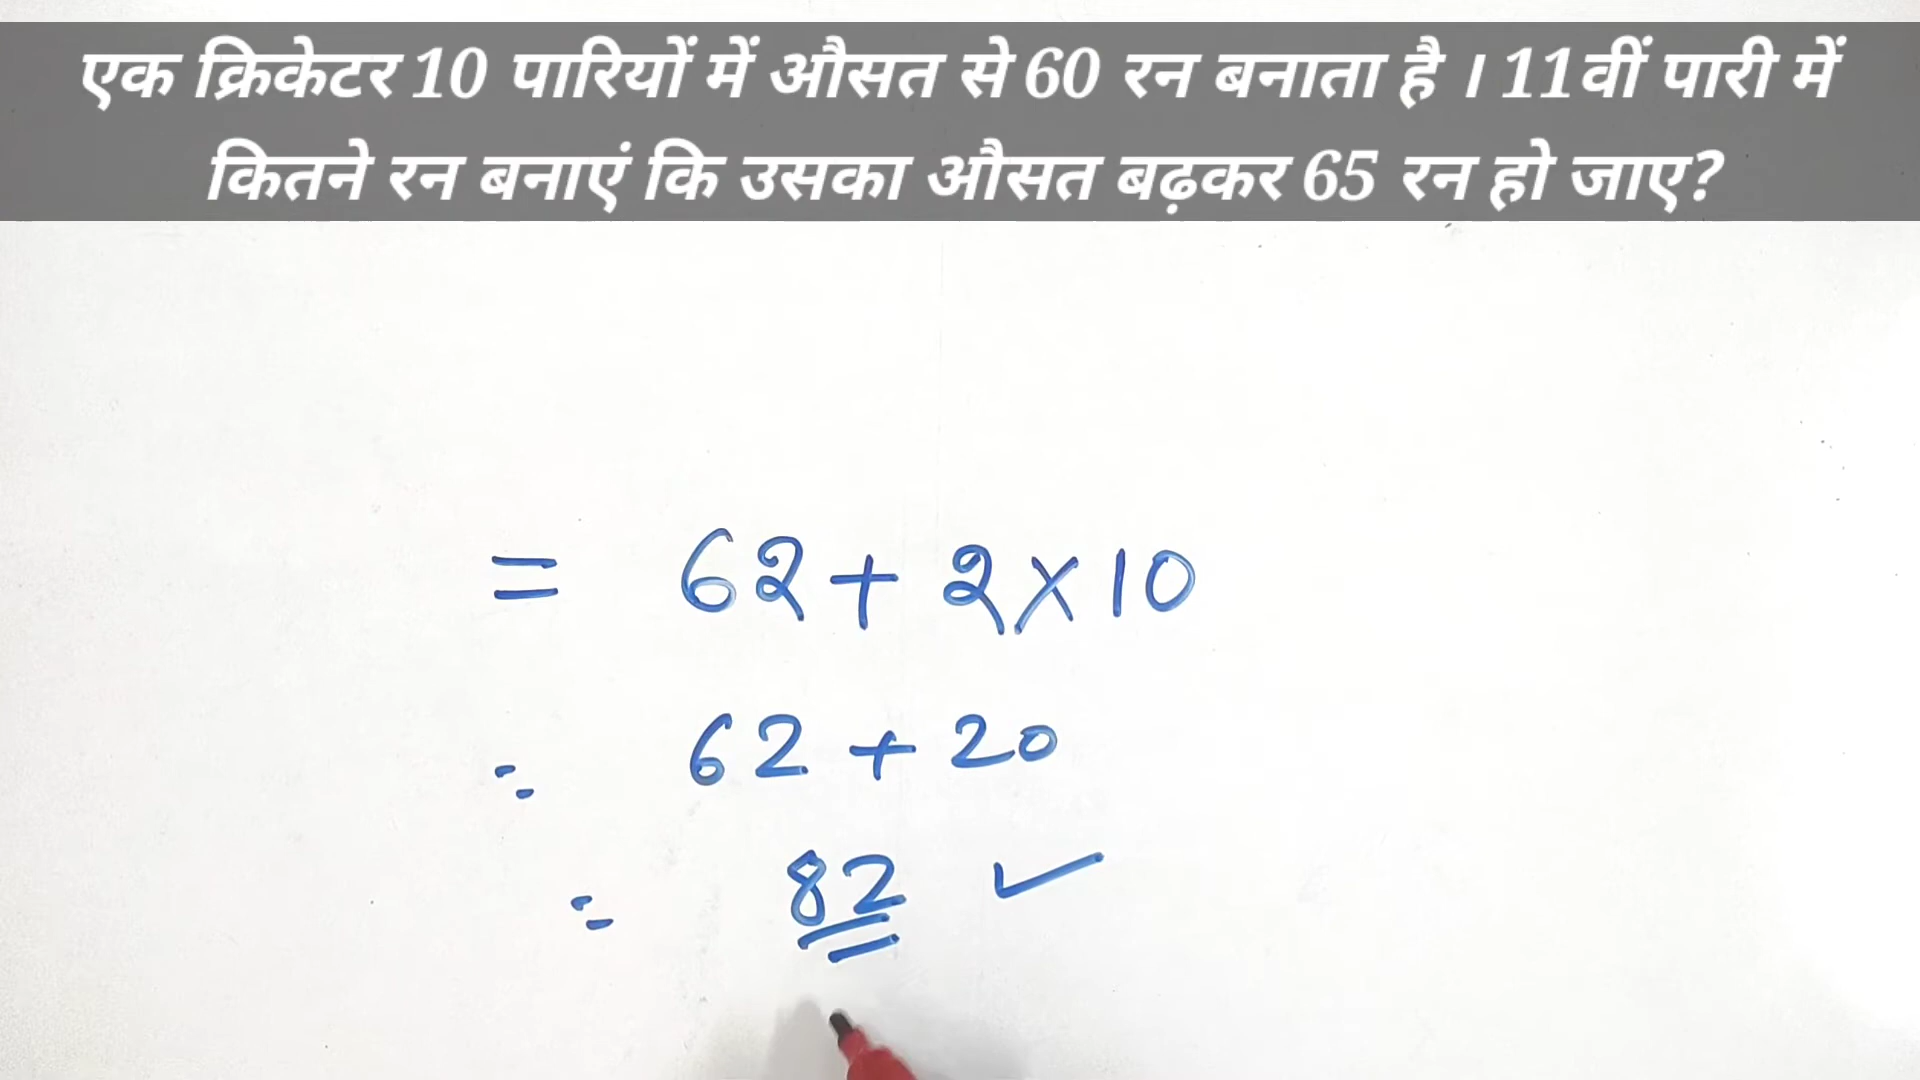 एक क्रिकेटर 10 पारियों में औसत से 60 रन बनाता है । 11वीं पारी में
कितने रन बनाएं कि उसका औसत बढ़कर 65 रन हो जाए?
= 62 + 2 × 10
= 62 + 20
= 82 ✓